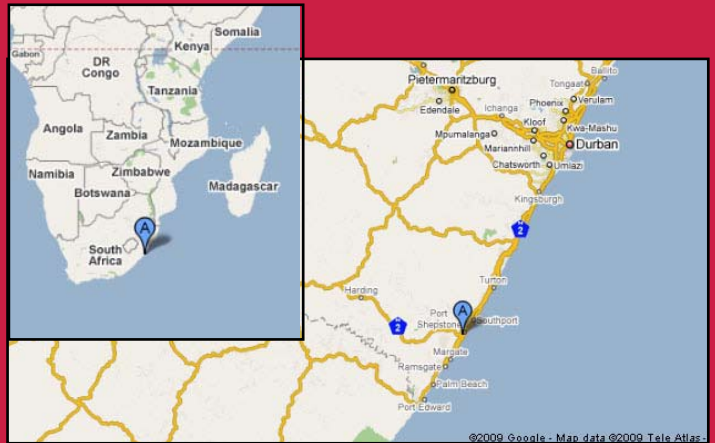 Somalia
Gabon
Kenya
DR
Congo
Tanzania
Angola
Zambia
Mozambique
Zimbabwe
Namibia
Botswana
Madagascar
A
South
Africa
Ballito
Pietermaritzburg
Tongaat
Edendale
Phoenix
Verulam
Ichanga
Kloof
Kwa-Mashu
Mpumalanga
Mariannhill
Durban
Chatsworth
Umlazi
Kingsburgh
N
2
Turton
Harding
Port
Shepstone
A
Southport
N
2
Margate
Ramsgate
Palm Beach
Port Edward
©2009 Google - Map data ©2009 Tele Atlas -